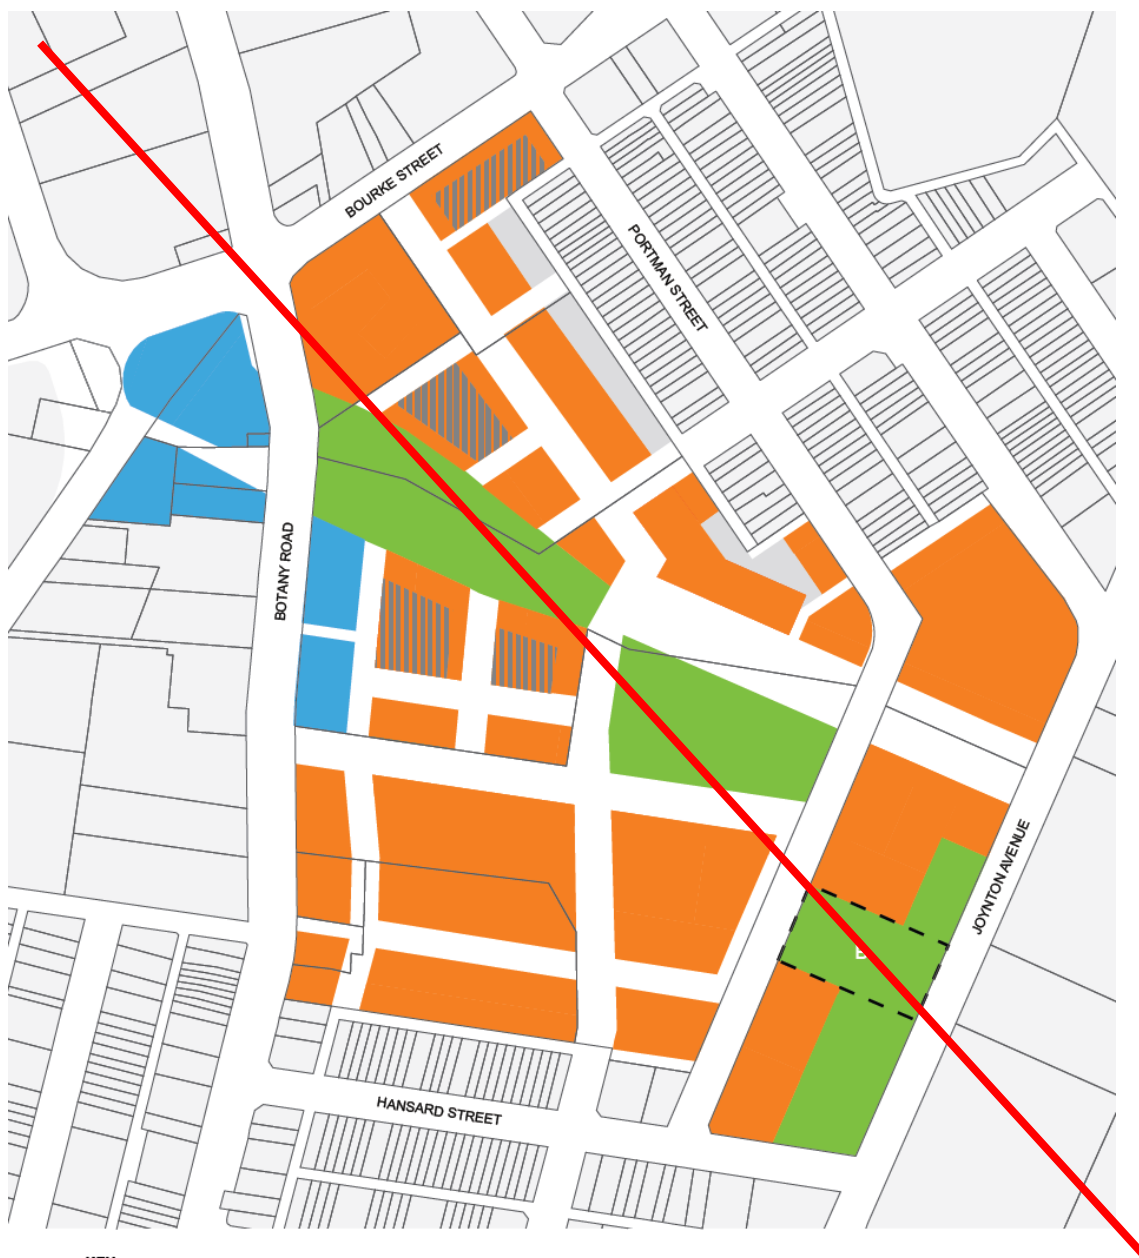 BOURKE STREET
PORTMAN STREET
BOTANY ROAD
JOYNTON AVENUE
HANSARD STREET